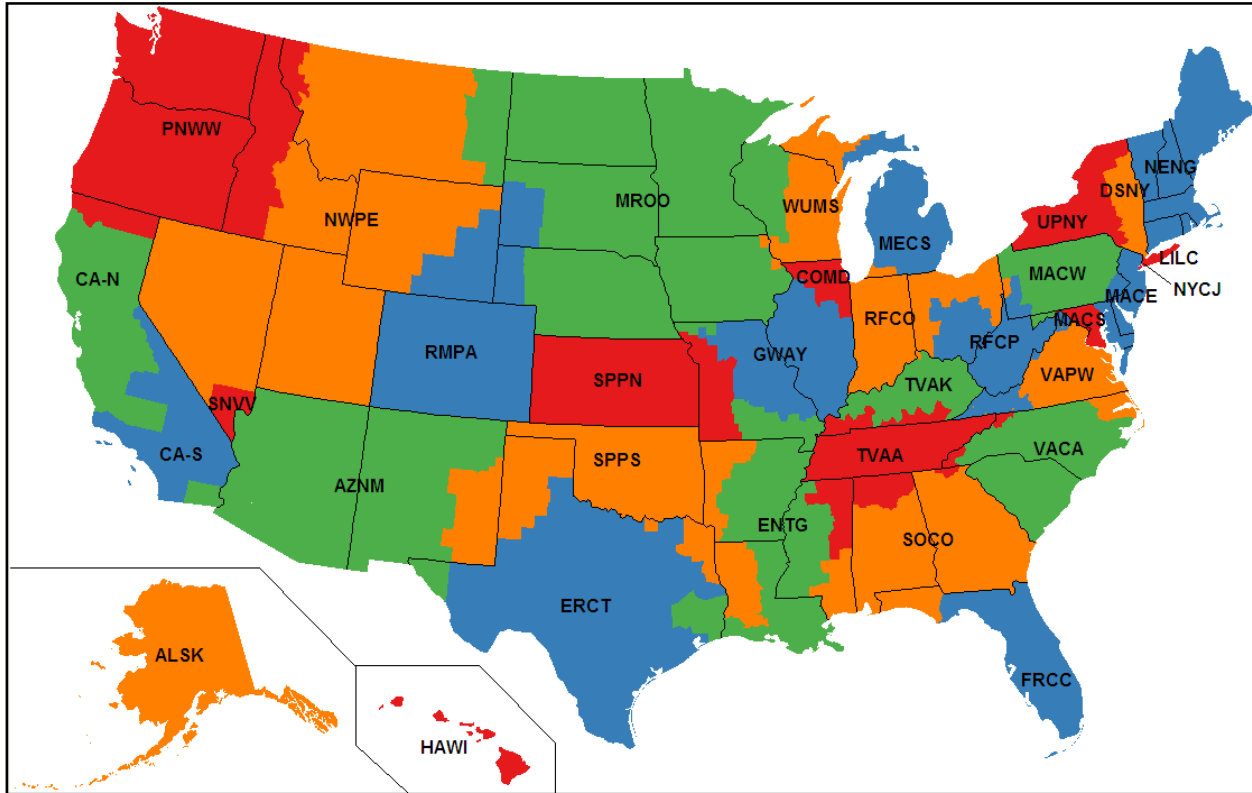 PNWW
NWPE
MROO
WUMS
MECS
UPNY
DSNY
NENG
LILC
NYCJ
CA-N
COMD
MACW
MACE
MACS
RFCO
RFCP
RMPA
GWAY
SPPN
TVAK
VAPW
SNVV
CA-S
SPPS
TVAA
VACA
AZNM
ENTG
SOCO
ERCT
FRCC
ALSK
HAWI